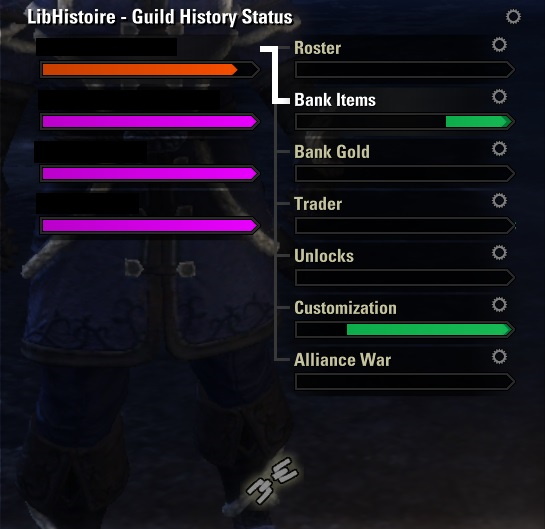 LibHistoire - Guild History Status
Roster
Bank Items
Bank Gold
Trader
Unlocks
Customization
Alliance War